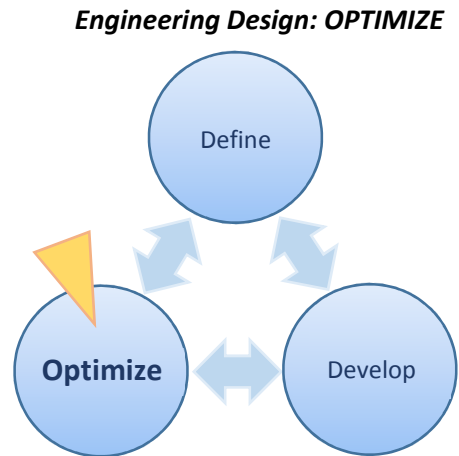 Engineering Design: OPTIMIZE
Define
Optimize
Develop